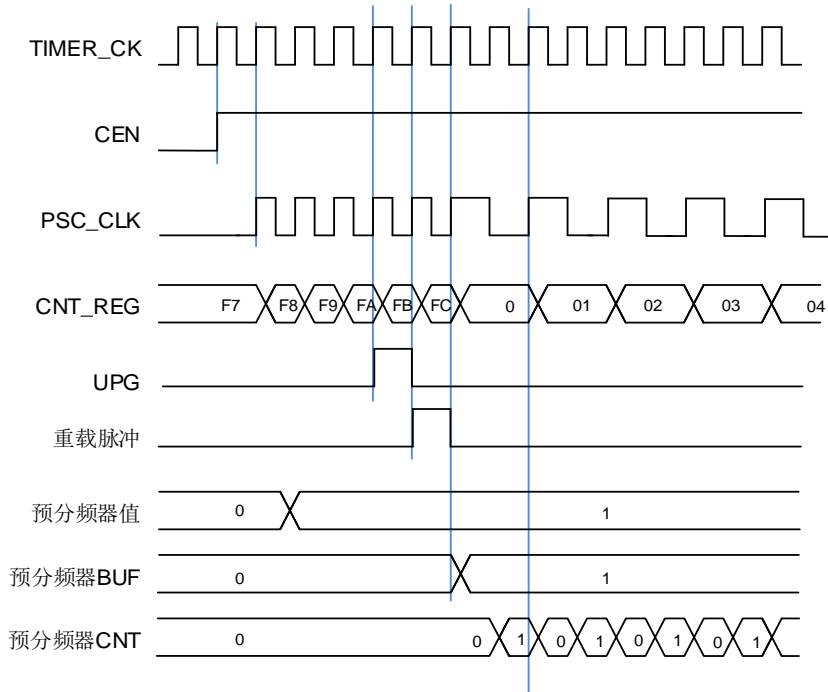 TIMER_CK
CEN
PSC_CLK
CNT_REG F7 F8 F9 FA FB FC 0 01 02 03 04
UPG
重载脉冲
预分频器值 0 1
预分频器BUF 0 1
预分频器CNT 0 0 1 0 1 0 1 0 1